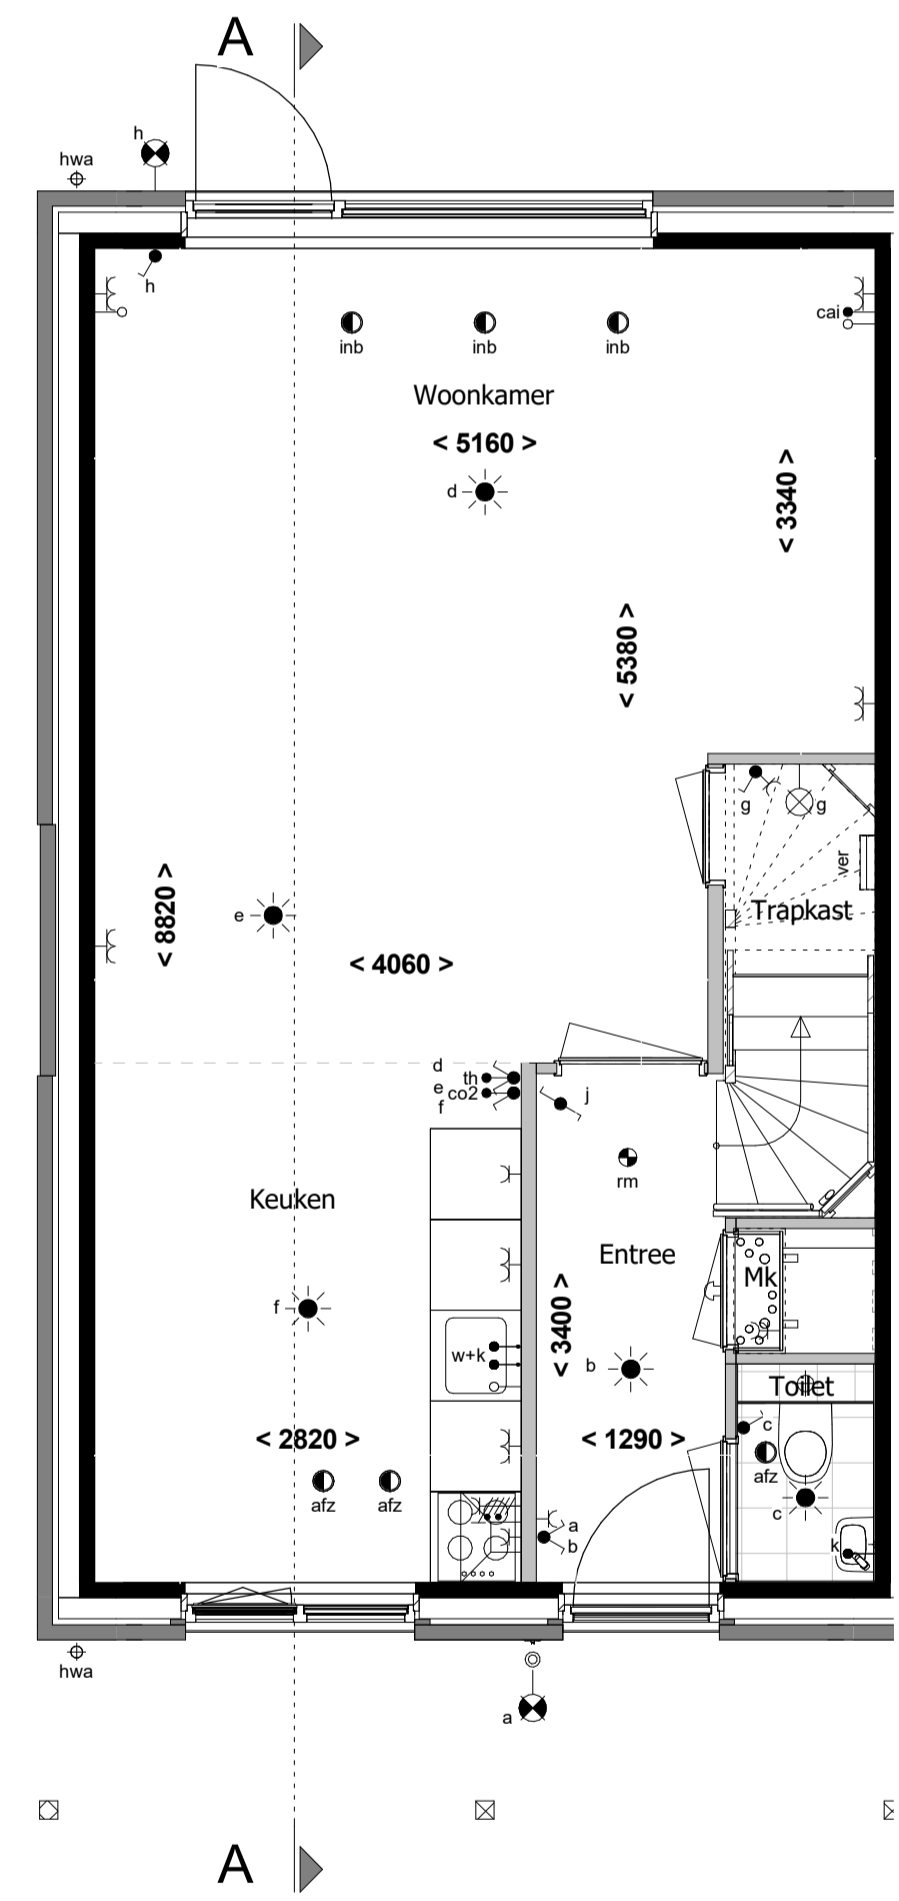 A
h
hwa
h
cai
inb
inb
inb
Woonkamer
< 5160 >
d
< 3340 >
< 5380 >
g
g
ver
Trapkast
< 8820 >
e
< 4060 >
d
th
e
co2
f
j
rm
Keuken
Entree
Mk
f
< 3400 >
w+k
b
Toilet
c
< 2820 >
< 1290 >
afz
afz
afz
c
a
b
k
hwa
a
A